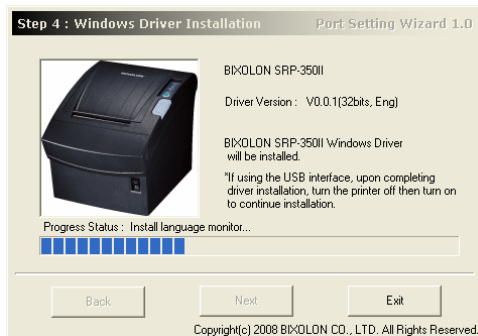 Step 4 : Windows Driver Installation
Port Setting Wizard 1.0
BIXOLON SRP-350II
Driver Version : V0.0.1(32bits, Eng)
BIXOLON SRP-350II Windows Driver
will be installed.
*If using the USB interface, upon completing
driver installation, turn the printer off then turn on
to continue installation.
Progress Status : Install language monitor...
Back
Next
Exit
Copyright(c) 2008 BIXOLON CO., LTD. All Rights Reserved.